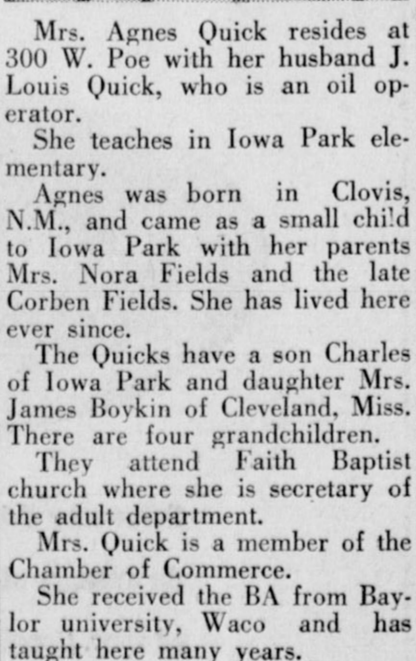 Mrs. Agnes Quick resides at
300 W. Poe with her husband J.
Louis Quick, who is an oil op-
erator.
She teaches in Iowa Park ele-
mentary.
Agnes was born in Clovis,
N.M., and came as a small child
to Iowa Park with her parents
Mrs. Nora Fields and the late
Corben Fields. She has lived here
ever since.
The Quicks have a son Charles
of Iowa Park and daughter Mrs.
James Boykin of Cleveland, Miss.
There are four grandchildren.
They attend Faith Baptist
church where she is secretary of
the adult department.
Mrs. Quick is a member of the
Chamber of Commerce.
She received the BA from Bay-
lor university, Waco and has
taught here many years.